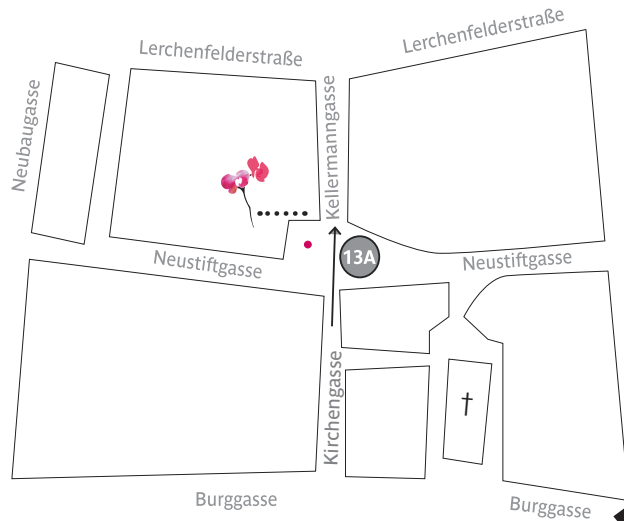 Lerchenfelderstraße
Lerchenfelderstraße
Neubaugasse
Kellermanngasse
Neustiftgasse
13A
Neustiftgasse
Kirchengasse
Burggasse
Burggasse